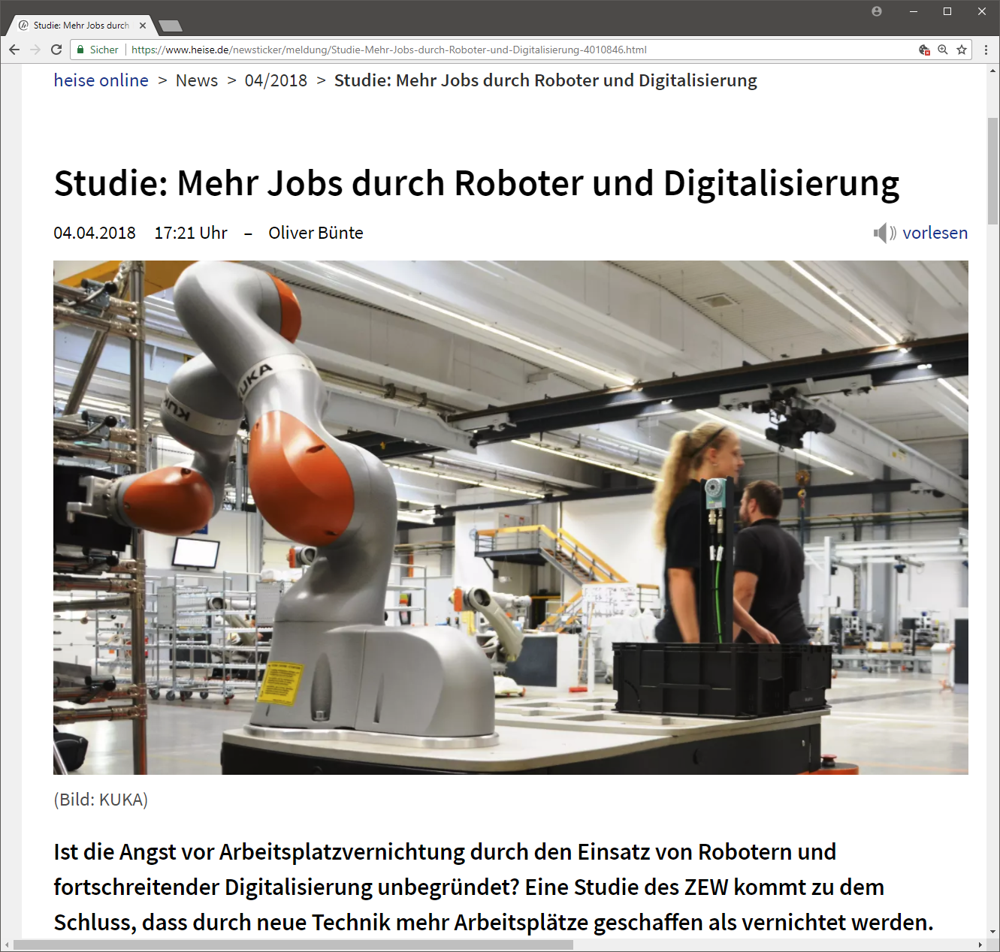 Studie: Mehr Jobs durch
Sicher https://www.heise.de/newsticker/meldung/Studie-Mehr-Jobs-durch-Roboter-und-Digitalisierung-4010846.html
heise online > News > 04/2018 > Studie: Mehr Jobs durch Roboter und Digitalisierung
Studie: Mehr Jobs durch Roboter und Digitalisierung
04.04.2018 17:21 Uhr – Oliver Bünte vorlesen
KUKA
KUK
(Bild: KUKA)
Ist die Angst vor Arbeitsplatzvernichtung durch den Einsatz von Robotern und
fortschreitender Digitalisierung unbegründet? Eine Studie des ZEW kommt zu dem
Schluss, dass durch neue Technik mehr Arbeitsplätze geschaffen als vernichtet werden.